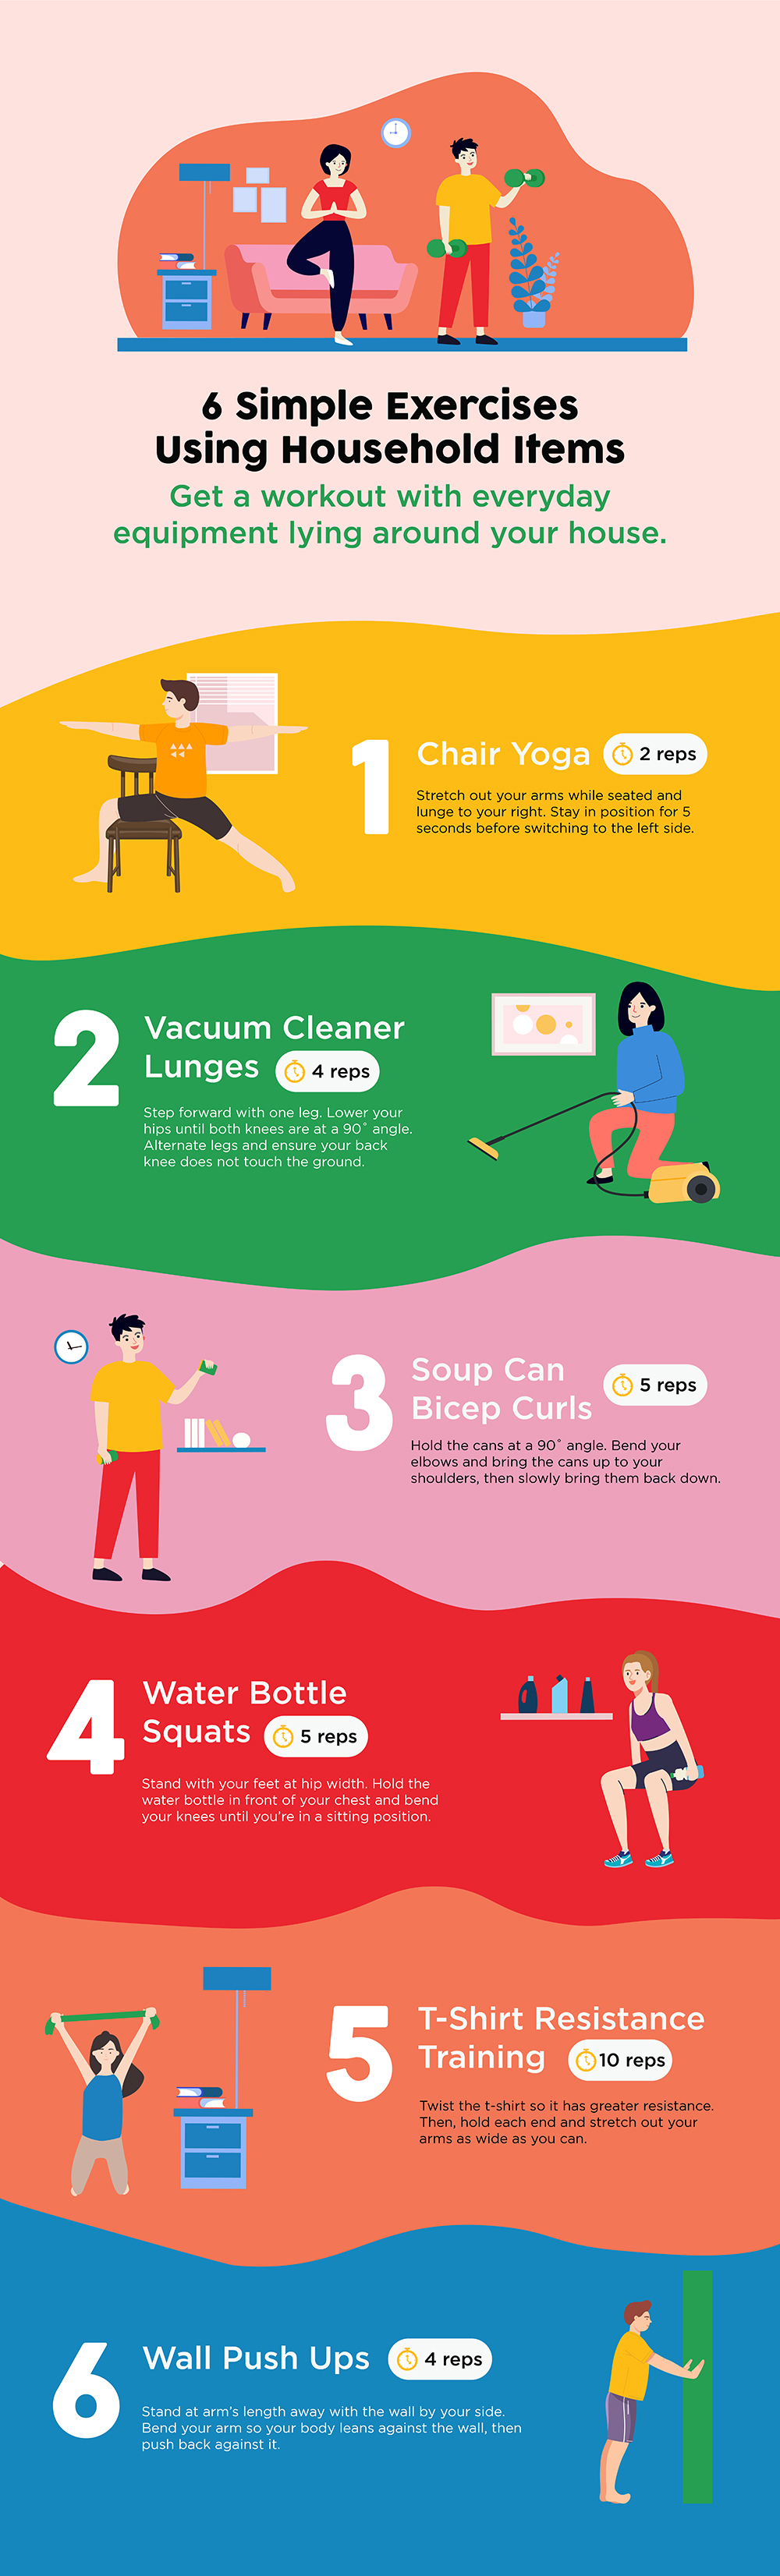 6 Simple Exercises
Using Household Items
Get a workout with everyday
equipment lying around your house.
1
Chair Yoga
2 reps
Stretch out your arms while seated and
lunge to your right. Stay in position for 5
seconds before switching to the left side.
2
Vacuum Cleaner
Lunges
4 reps
Step forward with one leg. Lower your
hips until both knees are at a 90˚ angle.
Alternate legs and ensure your back
knee does not touch the ground.
3
Soup Can
Bicep Curls
5 reps
Hold the cans at a 90˚ angle. Bend your
elbows and bring the cans up to your
shoulders, then slowly bring them back down.
4
Water Bottle
Squats
5 reps
Stand with your feet at hip width. Hold the
water bottle in front of your chest and bend
your knees until you're in a sitting position.
5
T-Shirt Resistance
Training
10 reps
Twist the t-shirt so it has greater resistance.
Then, hold each end and stretch out your
arms as wide as you can.
6
Wall Push Ups
4 reps
Stand at arm's length away with the wall by your side.
Bend your arm so your body leans against the wall, then
push back against it.